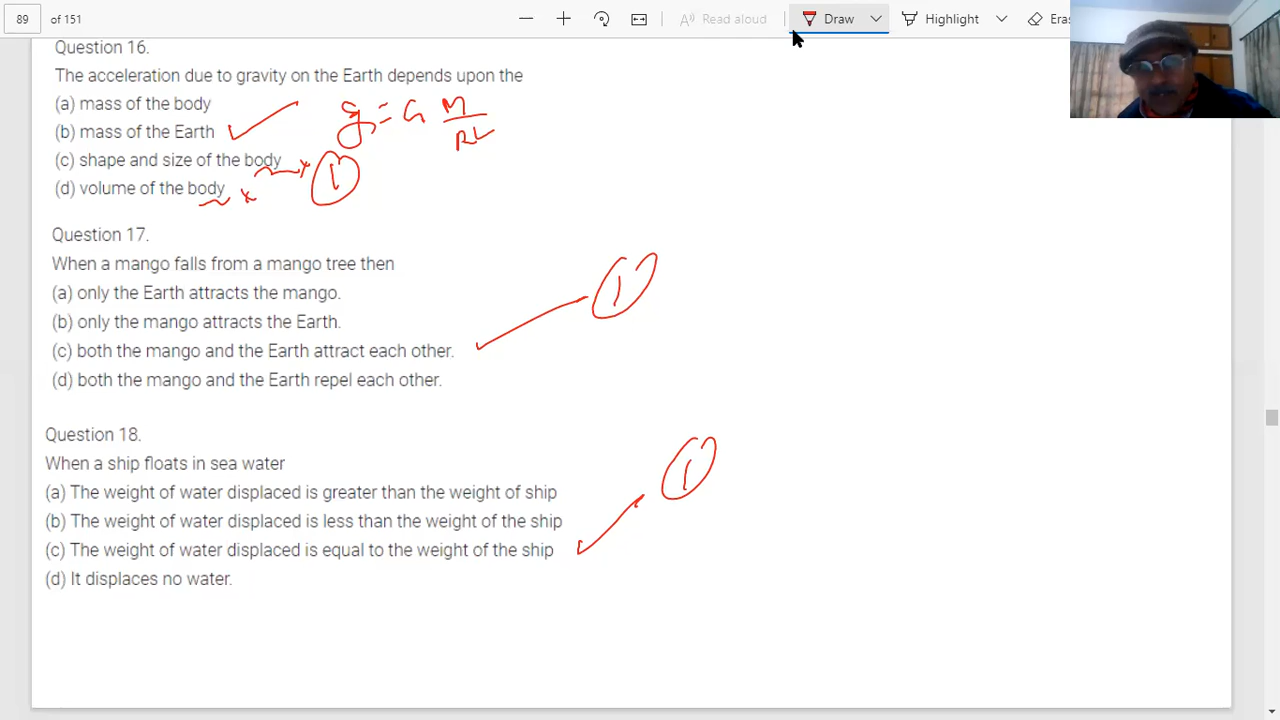 89 of 151 Read aloud Draw Highlight Eras
Question 16.
The acceleration due to gravity on the Earth depends upon the
(a) mass of the body
(b) mass of the Earth
g = G M / R2
(c) shape and size of the body
(d) volume of the body
1
Question 17.
When a mango falls from a mango tree then
(a) only the Earth attracts the mango.
1
(b) only the mango attracts the Earth.
(c) both the mango and the Earth attract each other.
(d) both the mango and the Earth repel each other.
Question 18.
When a ship floats in sea water
1
(a) The weight of water displaced is greater than the weight of ship
(b) The weight of water displaced is less than the weight of the ship
(c) The weight of water displaced is equal to the weight of the ship
(d) It displaces no water.